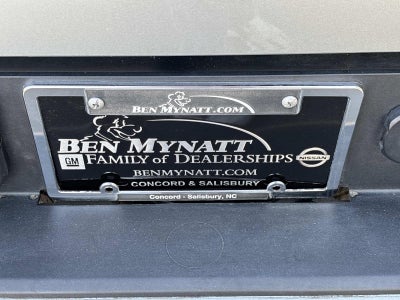 BEN MYNATT.COM
BEN MYNATT
GM FAMILY of DEALERSHIPS NISSAN
BENMYNATT.COM
CONCORD & SALISBURY
Concord - Salisbury, NC